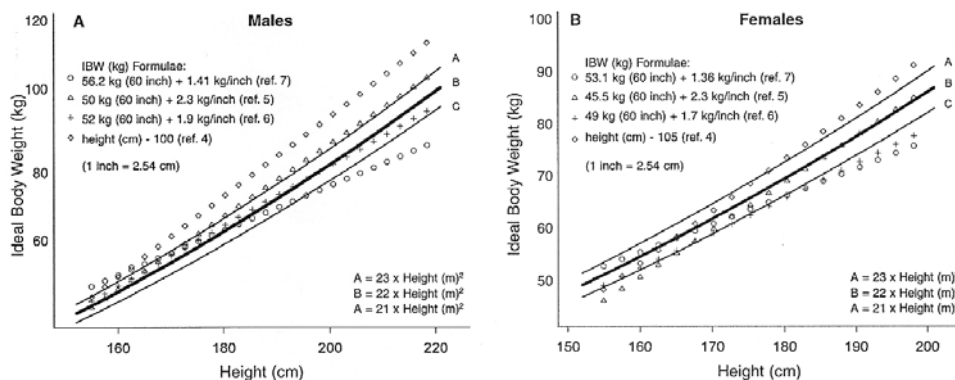 A
Males
120
100
80
60
Ideal Body Weight (kg)
IBW (kg) Formulae:
○ 56.2 kg (60 inch) + 1.41 kg/inch (ref. 7)
△ 50 kg (60 inch) + 2.3 kg/inch (ref. 5)
+ 52 kg (60 inch) + 1.9 kg/inch (ref. 6)
◇ height (cm) - 100 (ref. 4)
(1 inch = 2.54 cm)
A
B
C
A = 23 x Height (m)²
B = 22 x Height (m)²
A = 21 x Height (m)²
160 180 200 220
Height (cm)
B
Females
100
90
80
70
60
50
Ideal Body Weight (kg)
IBW (kg) Formulae:
○ 53.1 kg (60 inch) + 1.36 kg/inch (ref. 7)
△ 45.5 kg (60 inch) + 2.3 kg/inch (ref. 5)
+ 49 kg (60 inch) + 1.7 kg/inch (ref. 6)
◇ height (cm) - 105 (ref. 4)
(1 inch = 2.54 cm)
A
B
C
A = 23 x Height (m)
B = 22 x Height (m)
A = 21 x Height (m)
150 160 170 180 190 200
Height (cm)